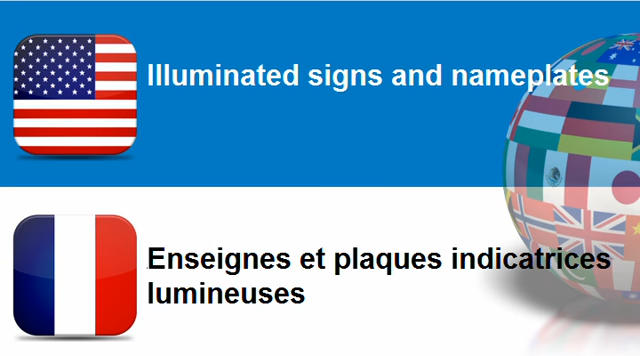 Illuminated signs and nameplates
Enseignes et plaques indicatrices
lumineuses